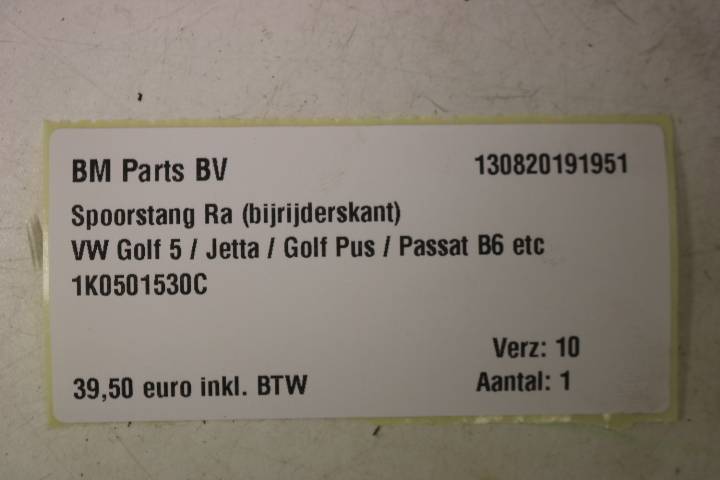 BM Parts BV 130820191951
Spoorstang Ra (bijrijderskant)
VW Golf 5 / Jetta / Golf Pus / Passat B6 etc
1K0501530C
Verz: 10
39,50 euro inkl. BTW Aantal: 1